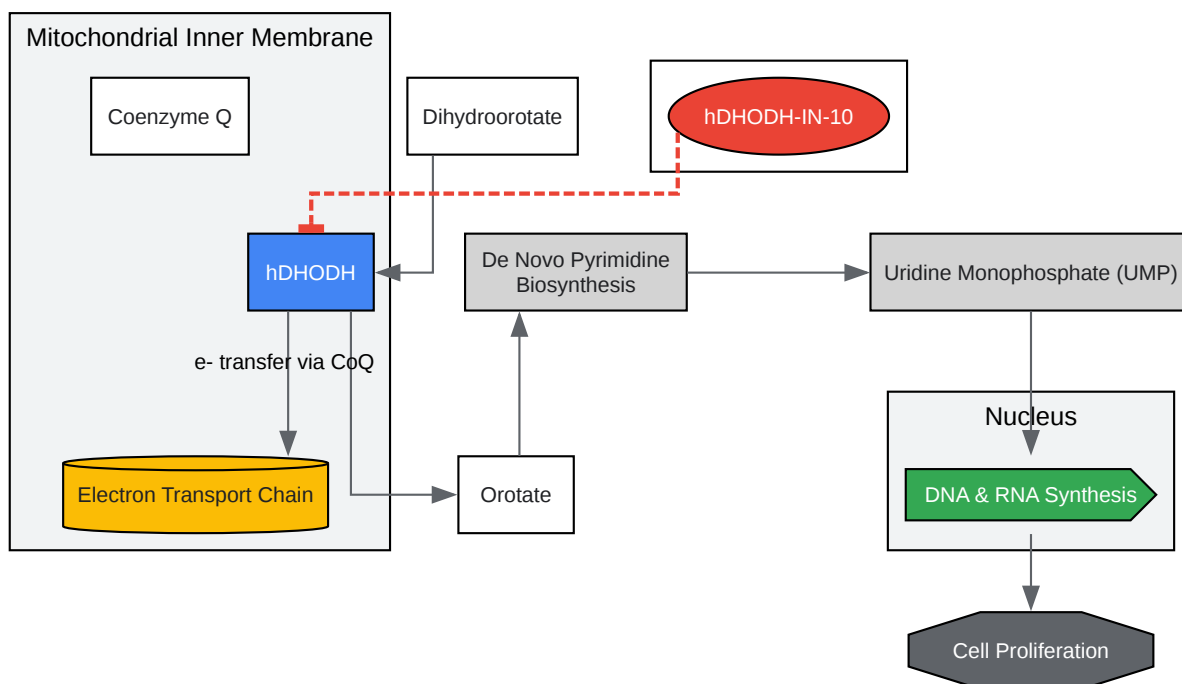 Mitochondrial Inner Membrane
Coenzyme Q
Dihydroorotate
hDHODH-IN-10
hDHODH
De Novo Pyrimidine
Biosynthesis
Uridine Monophosphate (UMP)
e- transfer via CoQ
Nucleus
Electron Transport Chain
Orotate
DNA & RNA Synthesis
Cell Proliferation